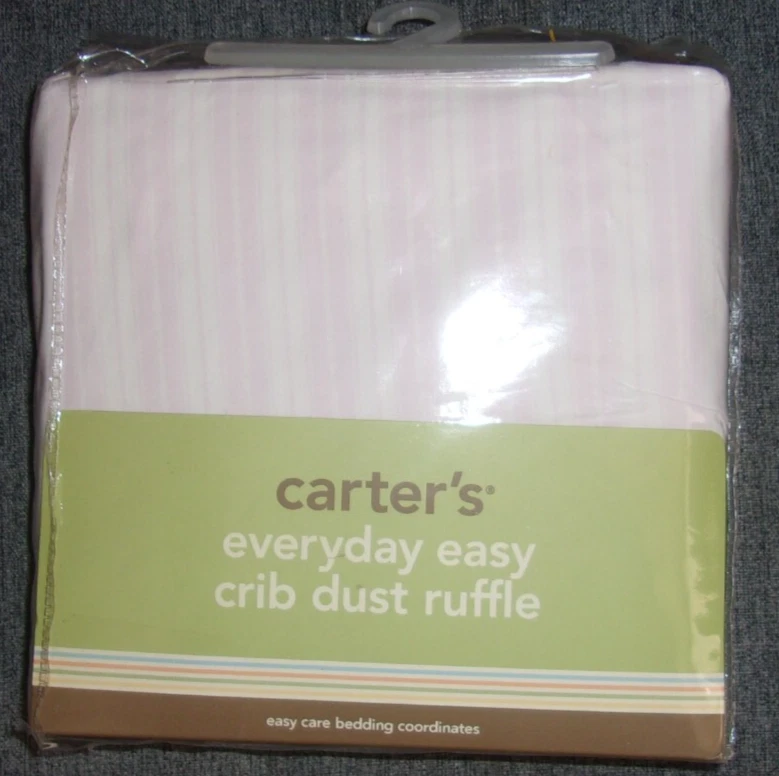 carter's®
everyday easy
crib dust ruffle
easy care bedding coordinates